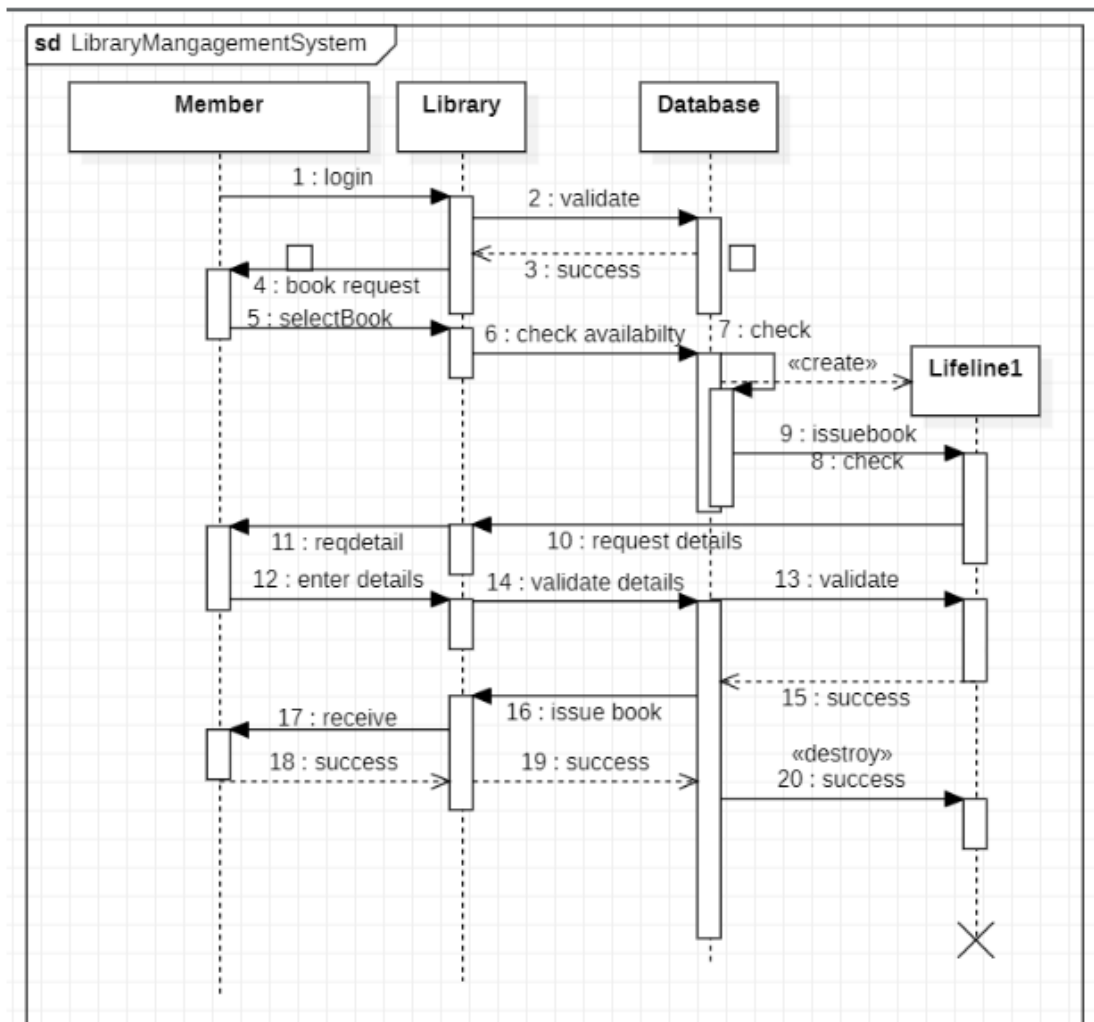 sd LibraryMangagementSystem
Member
Library
Database
1 : login
2 : validate
3 : success
4 : book request
5 : selectBook
6 : check availabilty
7 : check
«create»
Lifeline1
9 : issuebook
8 : check
10 : request details
11 : reqdetail
12 : enter details
14 : validate details
13 : validate
15 : success
16 : issue book
17 : receive
18 : success
19 : success
«destroy»
20 : success